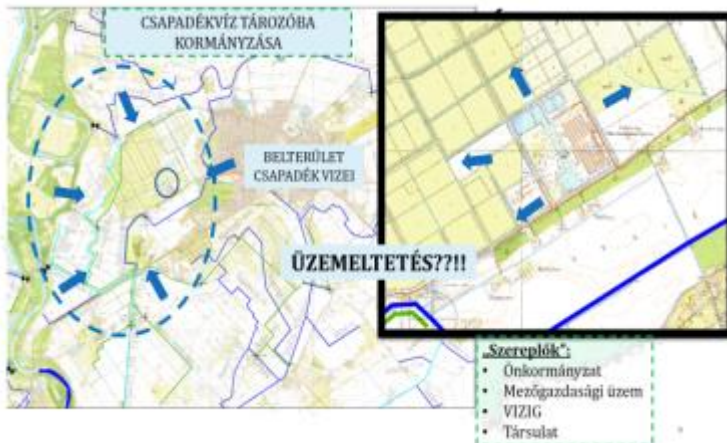 CSAPADÉKVÍZ TÁROZÓBA
KORMÁNYZÁSA
BELTERÜLET
CSAPADÉK VIZEI
ÜZEMELTETÉS??!!
„Szereplők":
• Önkormányzat
• Mezőgazdasági üzem
• VIZIG
• Társulat